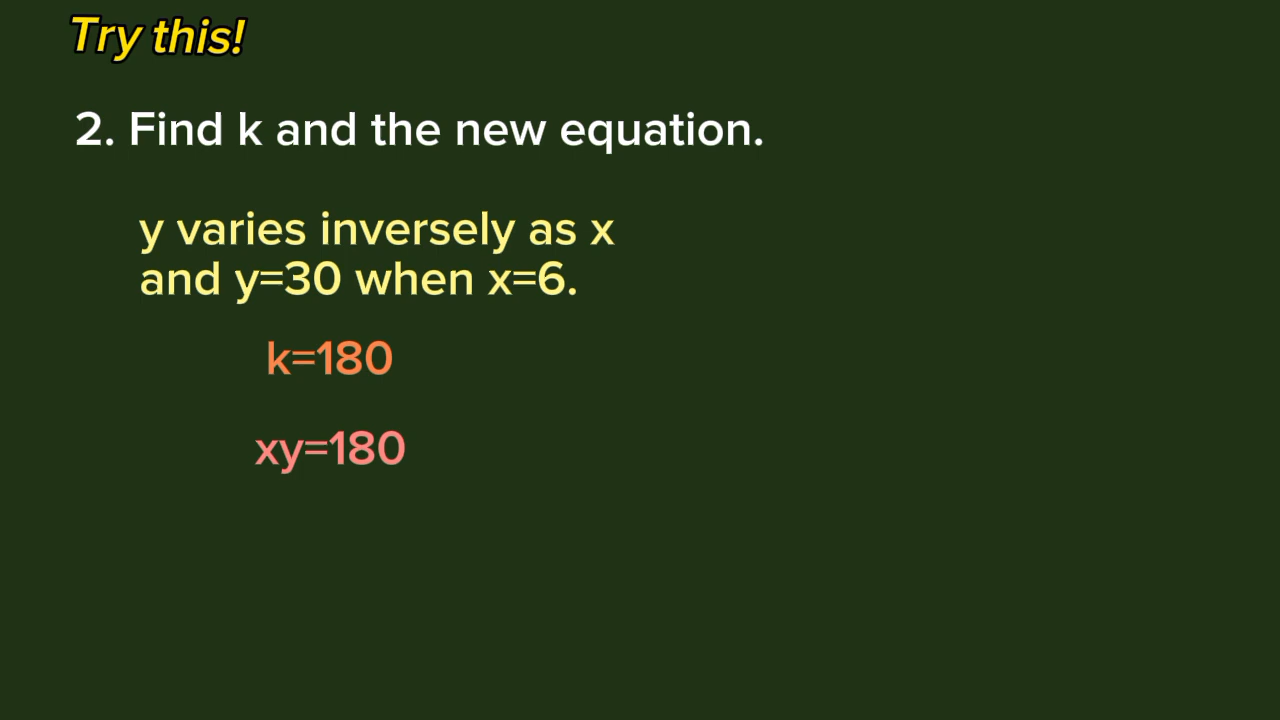 Try this!
2. Find k and the new equation.
y varies inversely as x
and y=30 when x=6.
k=180
xy=180